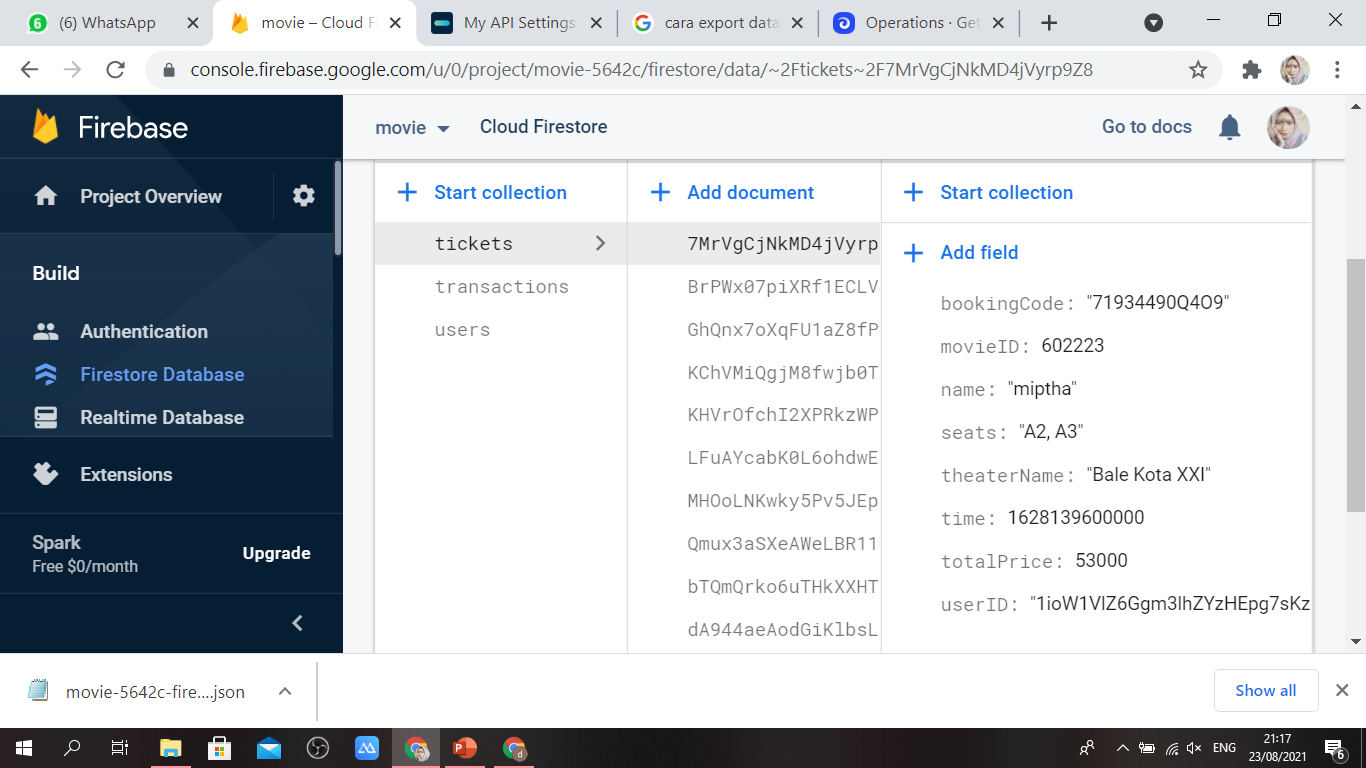 (6) WhatsApp
movie – Cloud F
My API Settings
cara export data
Operations · Get
console.firebase.google.com/u/0/project/movie-5642c/firestore/data/~2Ftickets~2F7MrVgCjNkMD4jVyrp9Z8
Firebase
movie
Cloud Firestore
Go to docs
Project Overview
Build
Authentication
Firestore Database
Realtime Database
Extensions
Spark
Free $0/month
Upgrade
Start collection
tickets
transactions
users
Add document
7MrVgCjNkMD4jVyrp
BrPWx07piXRf1ECLV
GhQnx7oXqFU1aZ8fP
KChVMiQgjM8fwjb0T
KHVrOfchI2XPRkzWP
LFuAYcabK0L6ohdwE
MHOoLNKwky5Pv5JEp
Qmux3aSXeAWeLBR11
bTQmQrko6uTHkXXHT
dA944aeAodGiKlbsL
Start collection
Add field
bookingCode: "71934490Q4O9"
movieID: 602223
name: "miptha"
seats: "A2, A3"
theaterName: "Bale Kota XXI"
time: 1628139600000
totalPrice: 53000
userID: "1ioW1VlZ6Ggm3lhZYzHEpg7sKz
movie-5642c-fire....json
Show all
ENG
21:17
23/08/2021
6